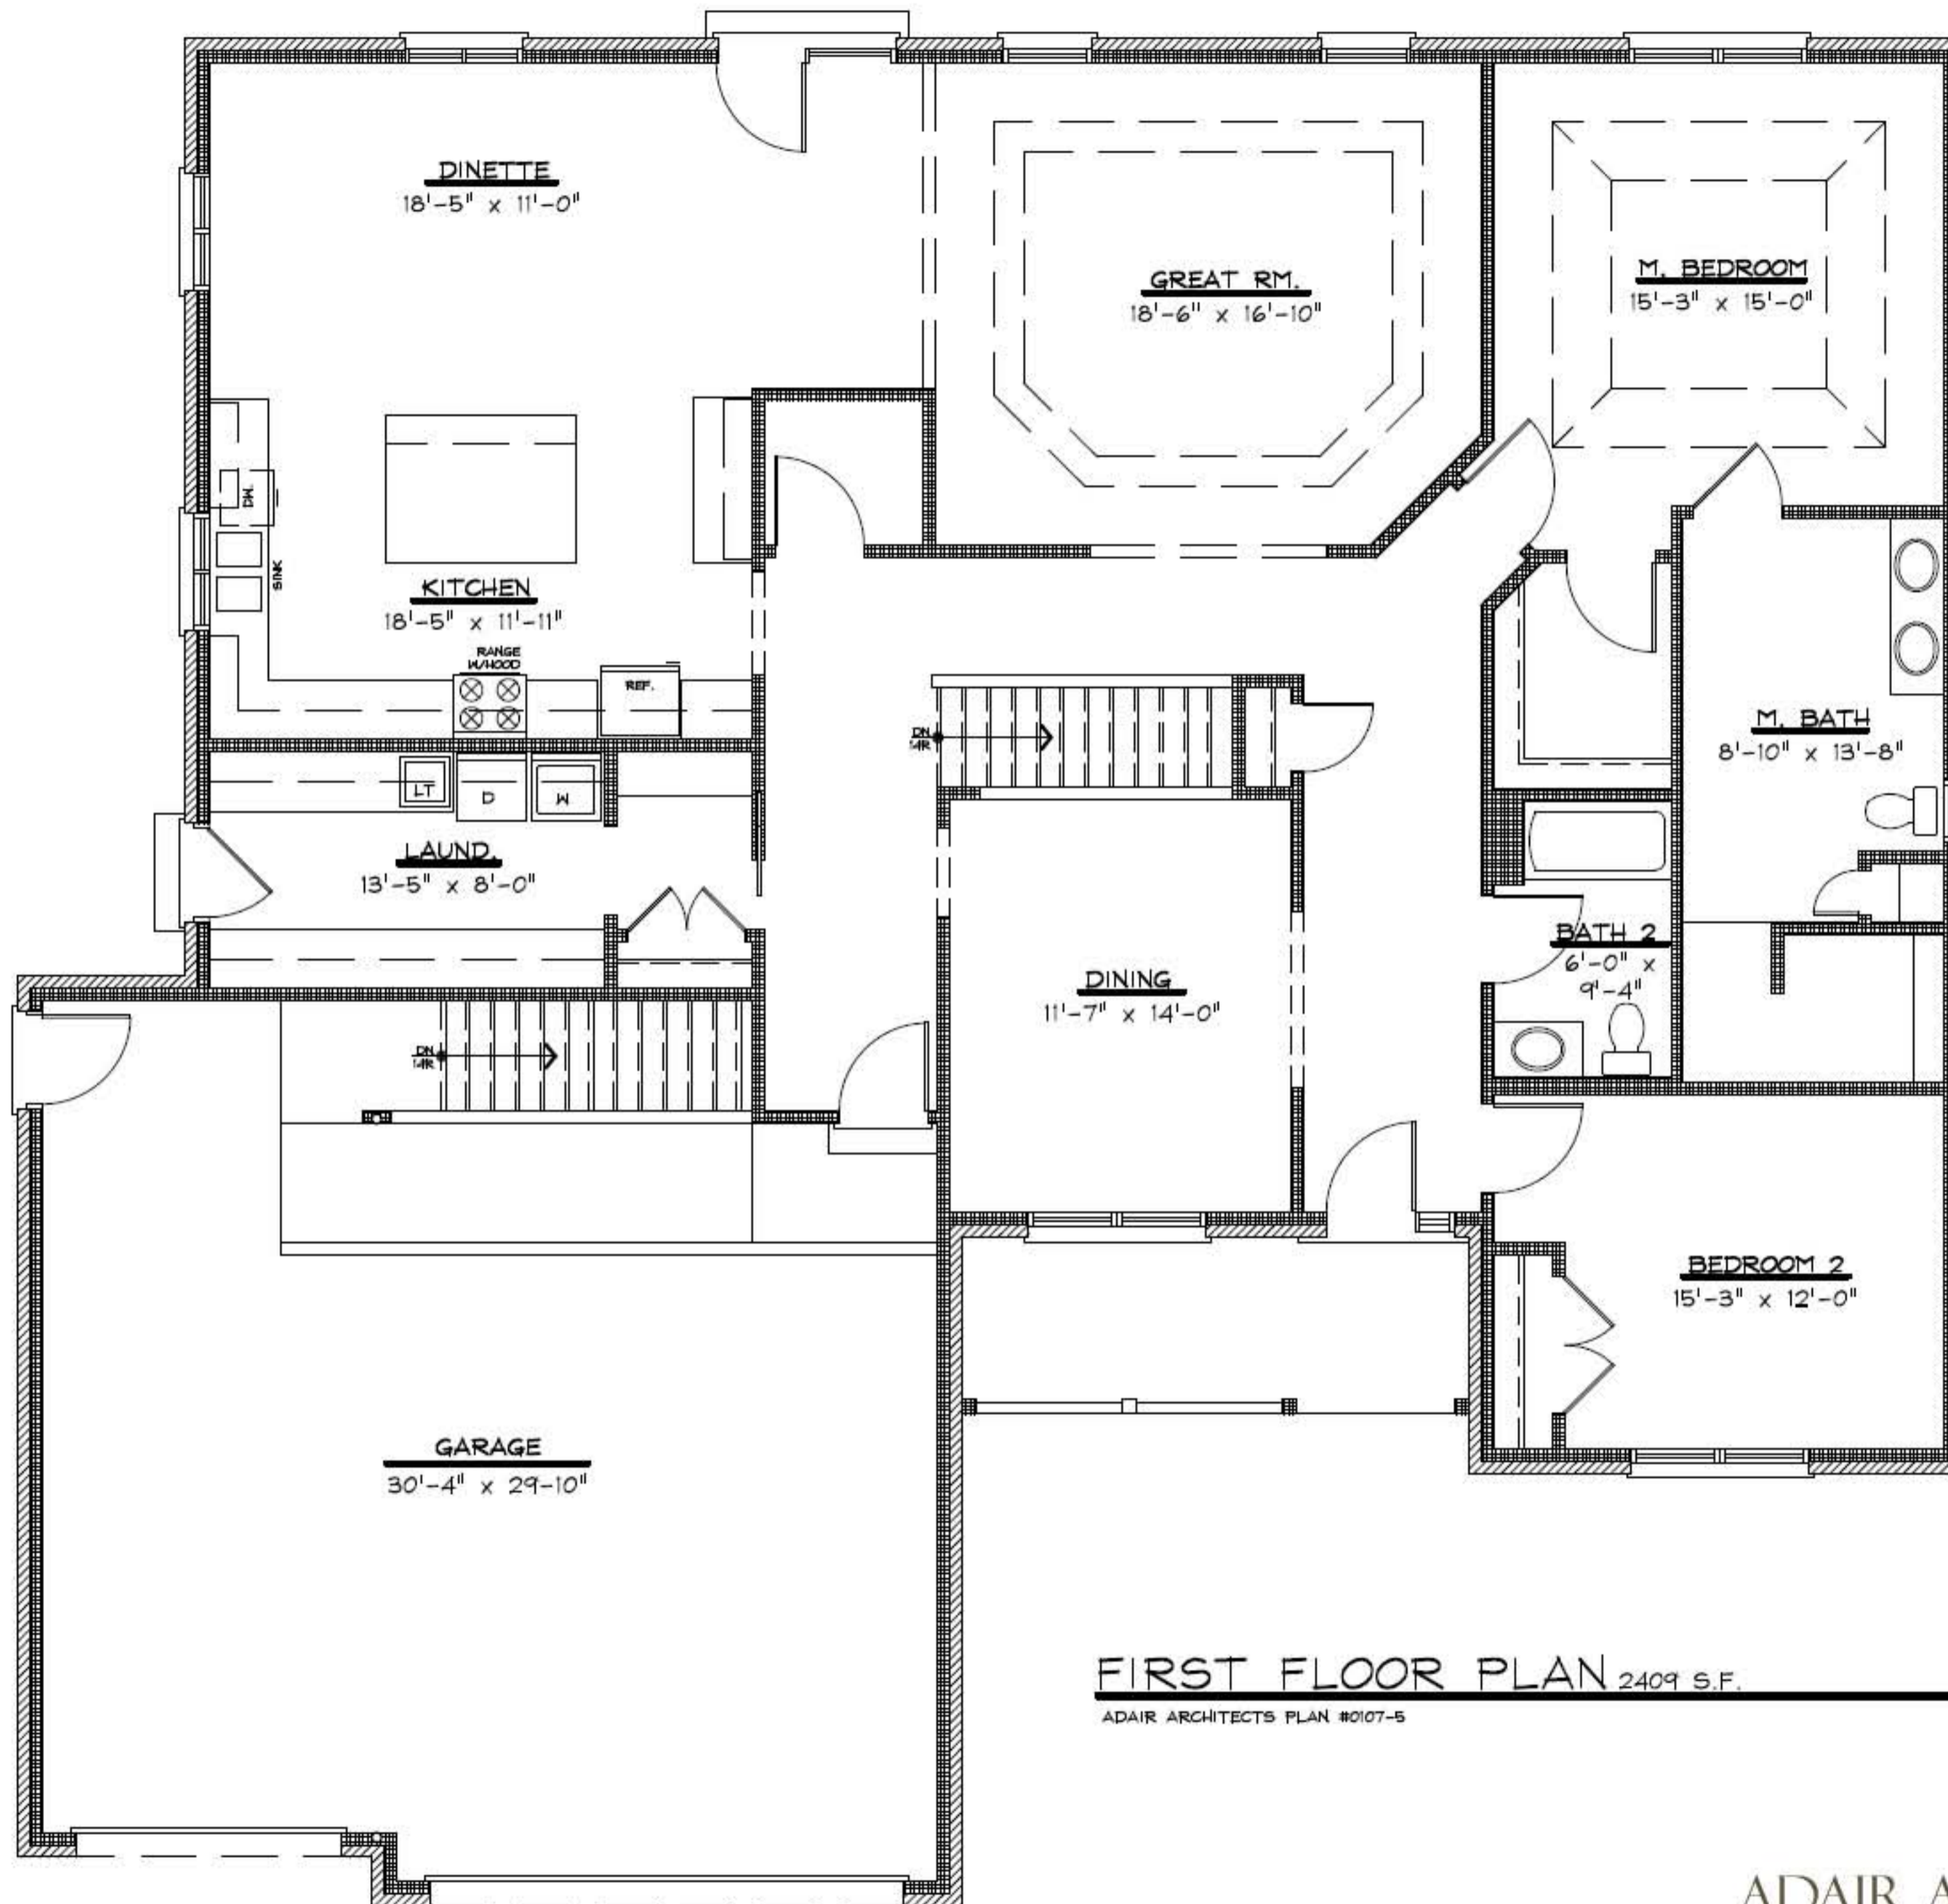 DINETTE
18'-5" x 11'-0"
GREAT RM.
18'-6" x 16'-10"
M. BEDROOM
15'-3" x 15'-0"
DW.
SINK
KITCHEN
18'-5" x 11'-11"
RANGE
W/HOOD
REF.
DN
M. BATH
8'-10" x 13'-8"
LT
D
W
LAUND.
13'-5" x 8'-0"
BATH 2
6'-0" x
9'-4"
DINING
11'-7" x 14'-0"
DN
BEDROOM 2
15'-3" x 12'-0"
GARAGE
30'-4" x 29-10"
FIRST FLOOR PLAN 2409 S.F.
ADAIR ARCHITECTS PLAN #0107-5
ADAIR A